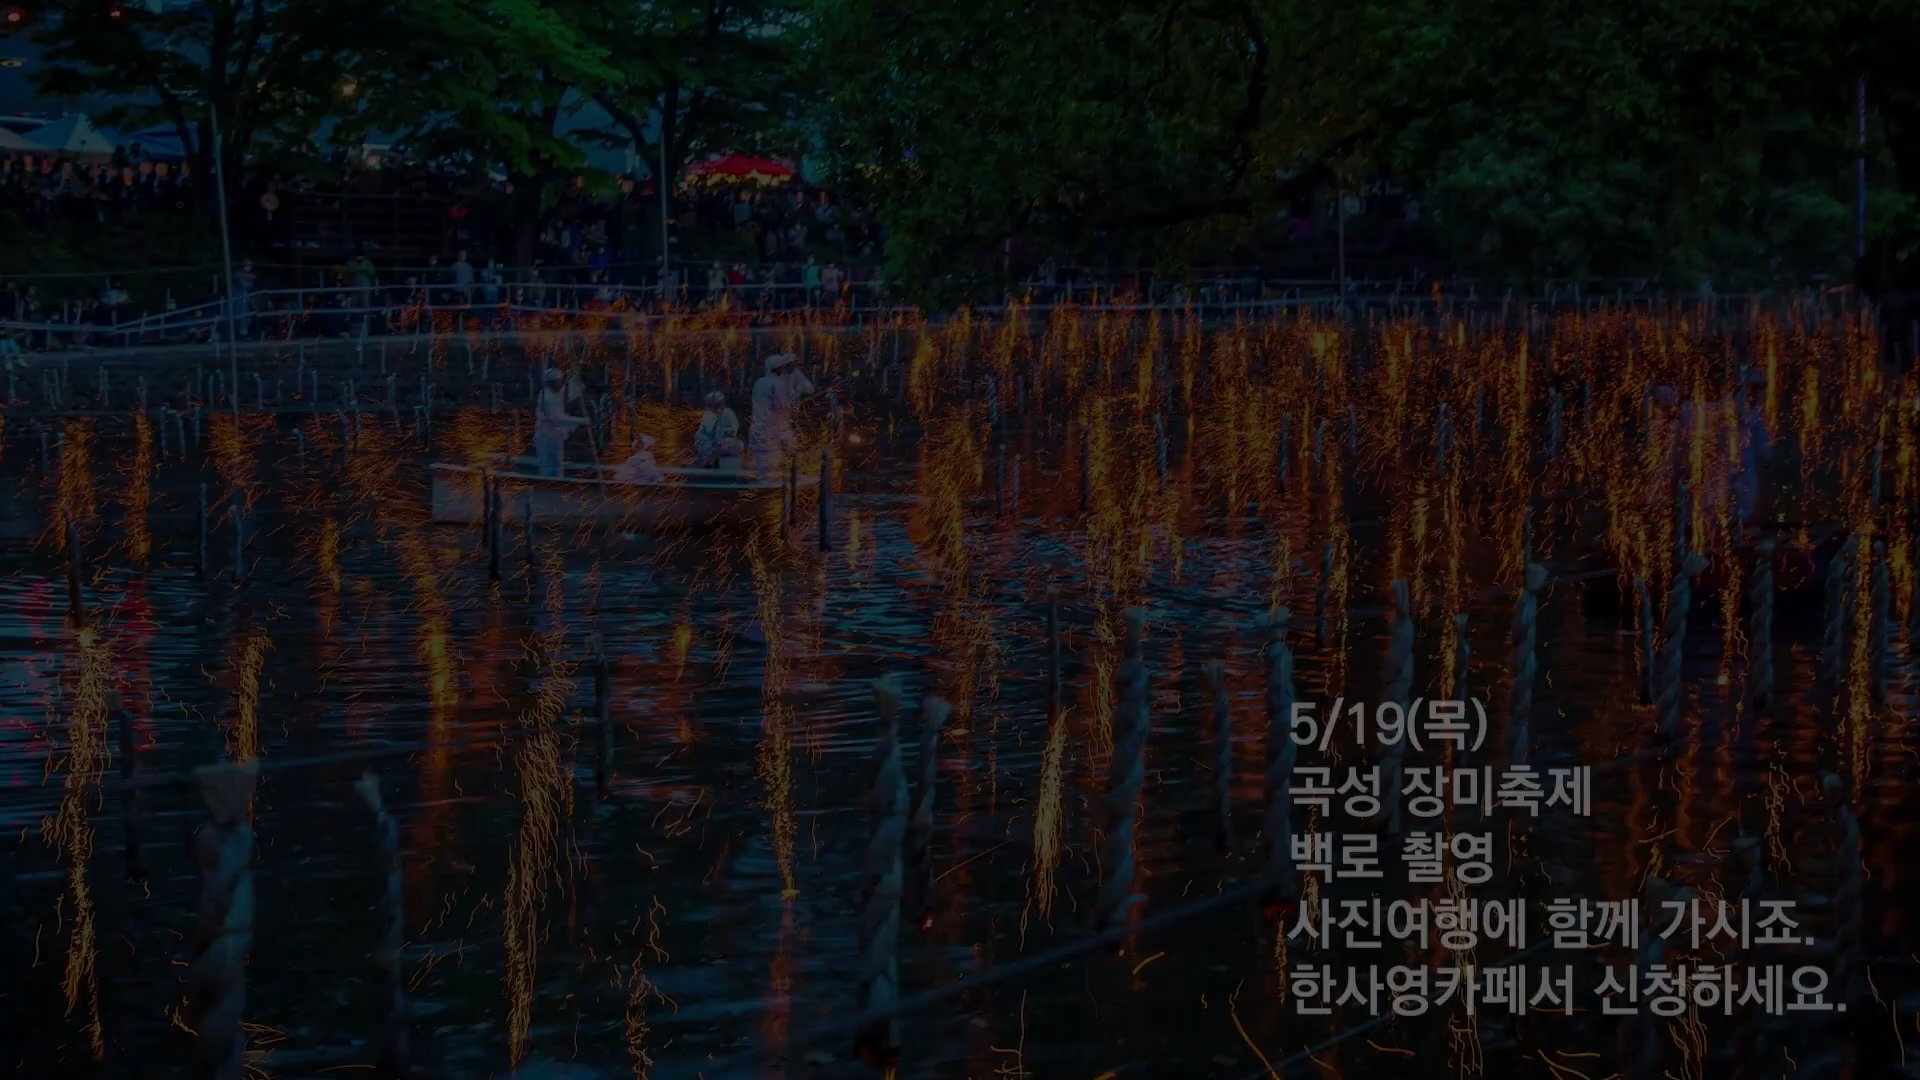 5/19(목)
곡성 장미축제
백로 촬영
사진여행에 함께 가시죠.
한사영카페서 신청하세요.